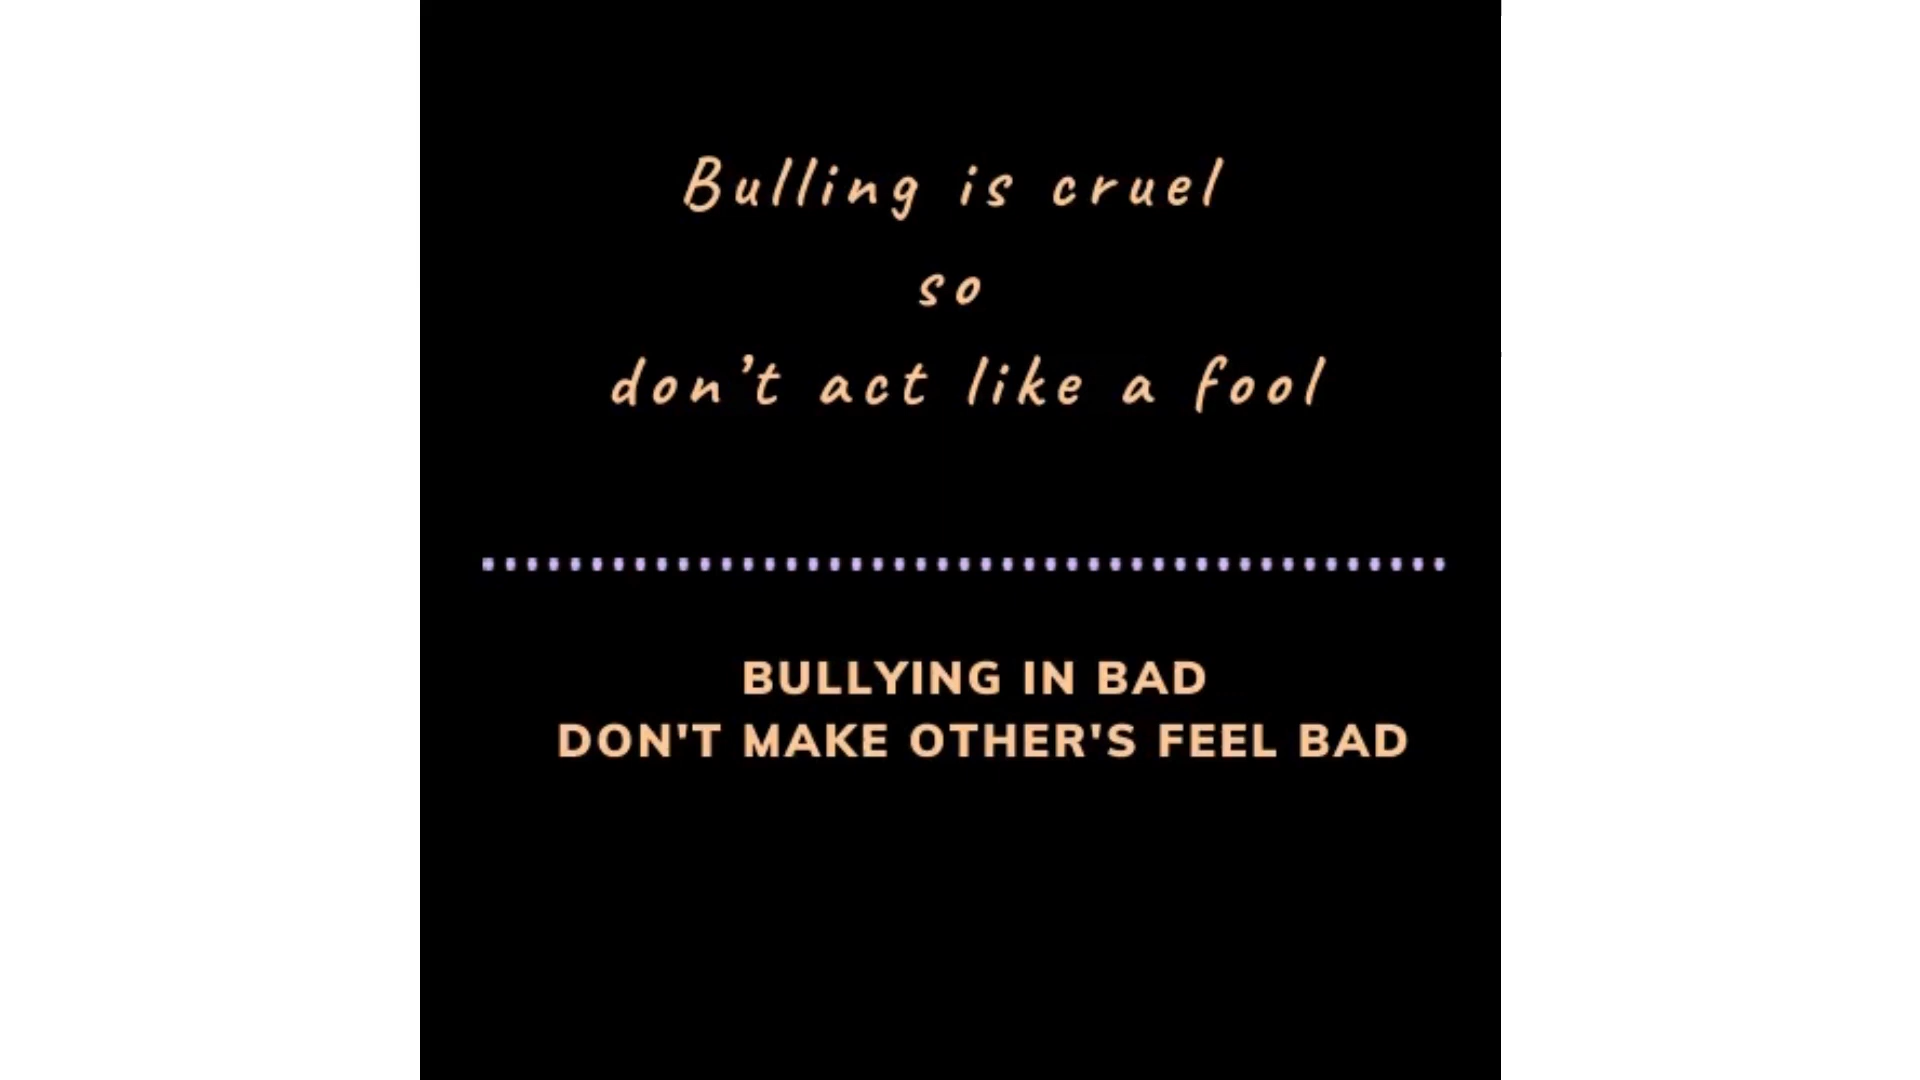 Bulling is cruel
so
don’t act like a fool
BULLYING IN BAD
DON'T MAKE OTHER'S FEEL BAD